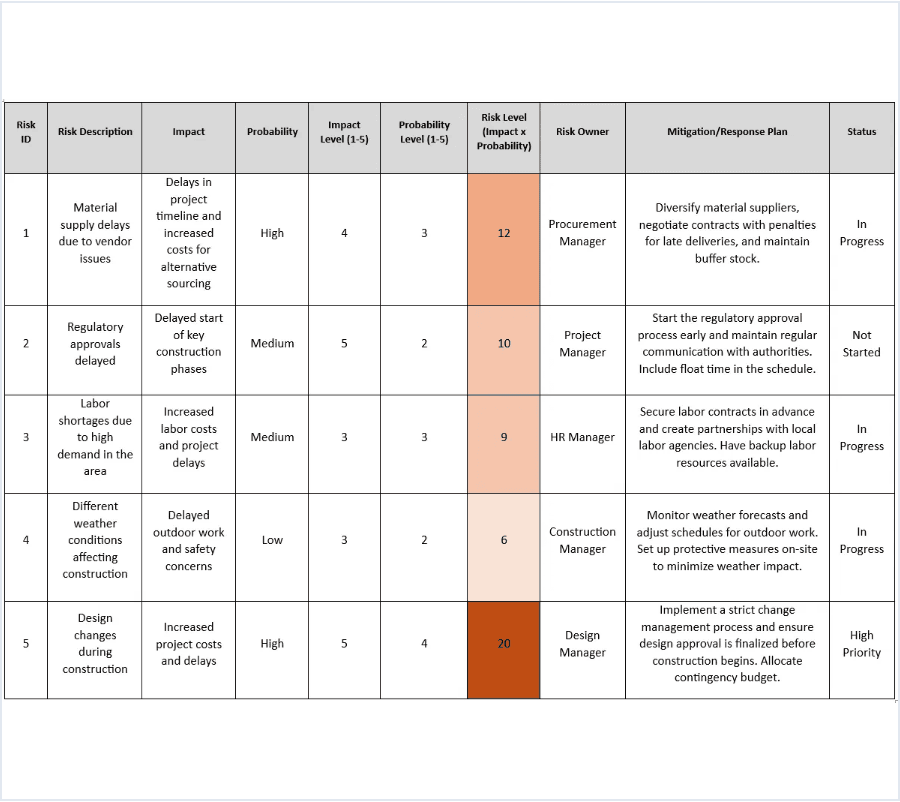 Risk ID
Risk Description
Impact
Probability
Impact Level (1-5)
Probability Level (1-5)
Risk Level (Impact x Probability)
Risk Owner
Mitigation/Response Plan
Status
1
Material
supply delays
due to vendor
issues
Delays in
project
timeline and
increased
costs for
alternative
sourcing
High
4
3
12
Procurement
Manager
Diversify material suppliers,
negotiate contracts with penalties
for late deliveries, and maintain
buffer stock.
In
Progress
2
Regulatory
approvals
delayed
Delayed start
of key
construction
phases
Medium
5
2
10
Project
Manager
Start the regulatory approval
process early and maintain regular
communication with authorities.
Include float time in the schedule.
Not
Started
3
Labor
shortages due
to high
demand in the
area
Increased
labor costs
and project
delays
Medium
3
3
9
HR Manager
Secure labor contracts in advance
and create partnerships with local
labor agencies. Have backup labor
resources available.
In
Progress
4
Different
weather
conditions
affecting
construction
Delayed
outdoor work
and safety
concerns
Low
3
2
6
Construction
Manager
Monitor weather forecasts and
adjust schedules for outdoor work.
Set up protective measures on-site
to minimize weather impact.
In
Progress
5
Design
changes
during
construction
Increased
project costs
and delays
High
5
4
20
Design
Manager
Implement a strict change
management process and ensure
design approval is finalized before
construction begins. Allocate
contingency budget.
High
Priority